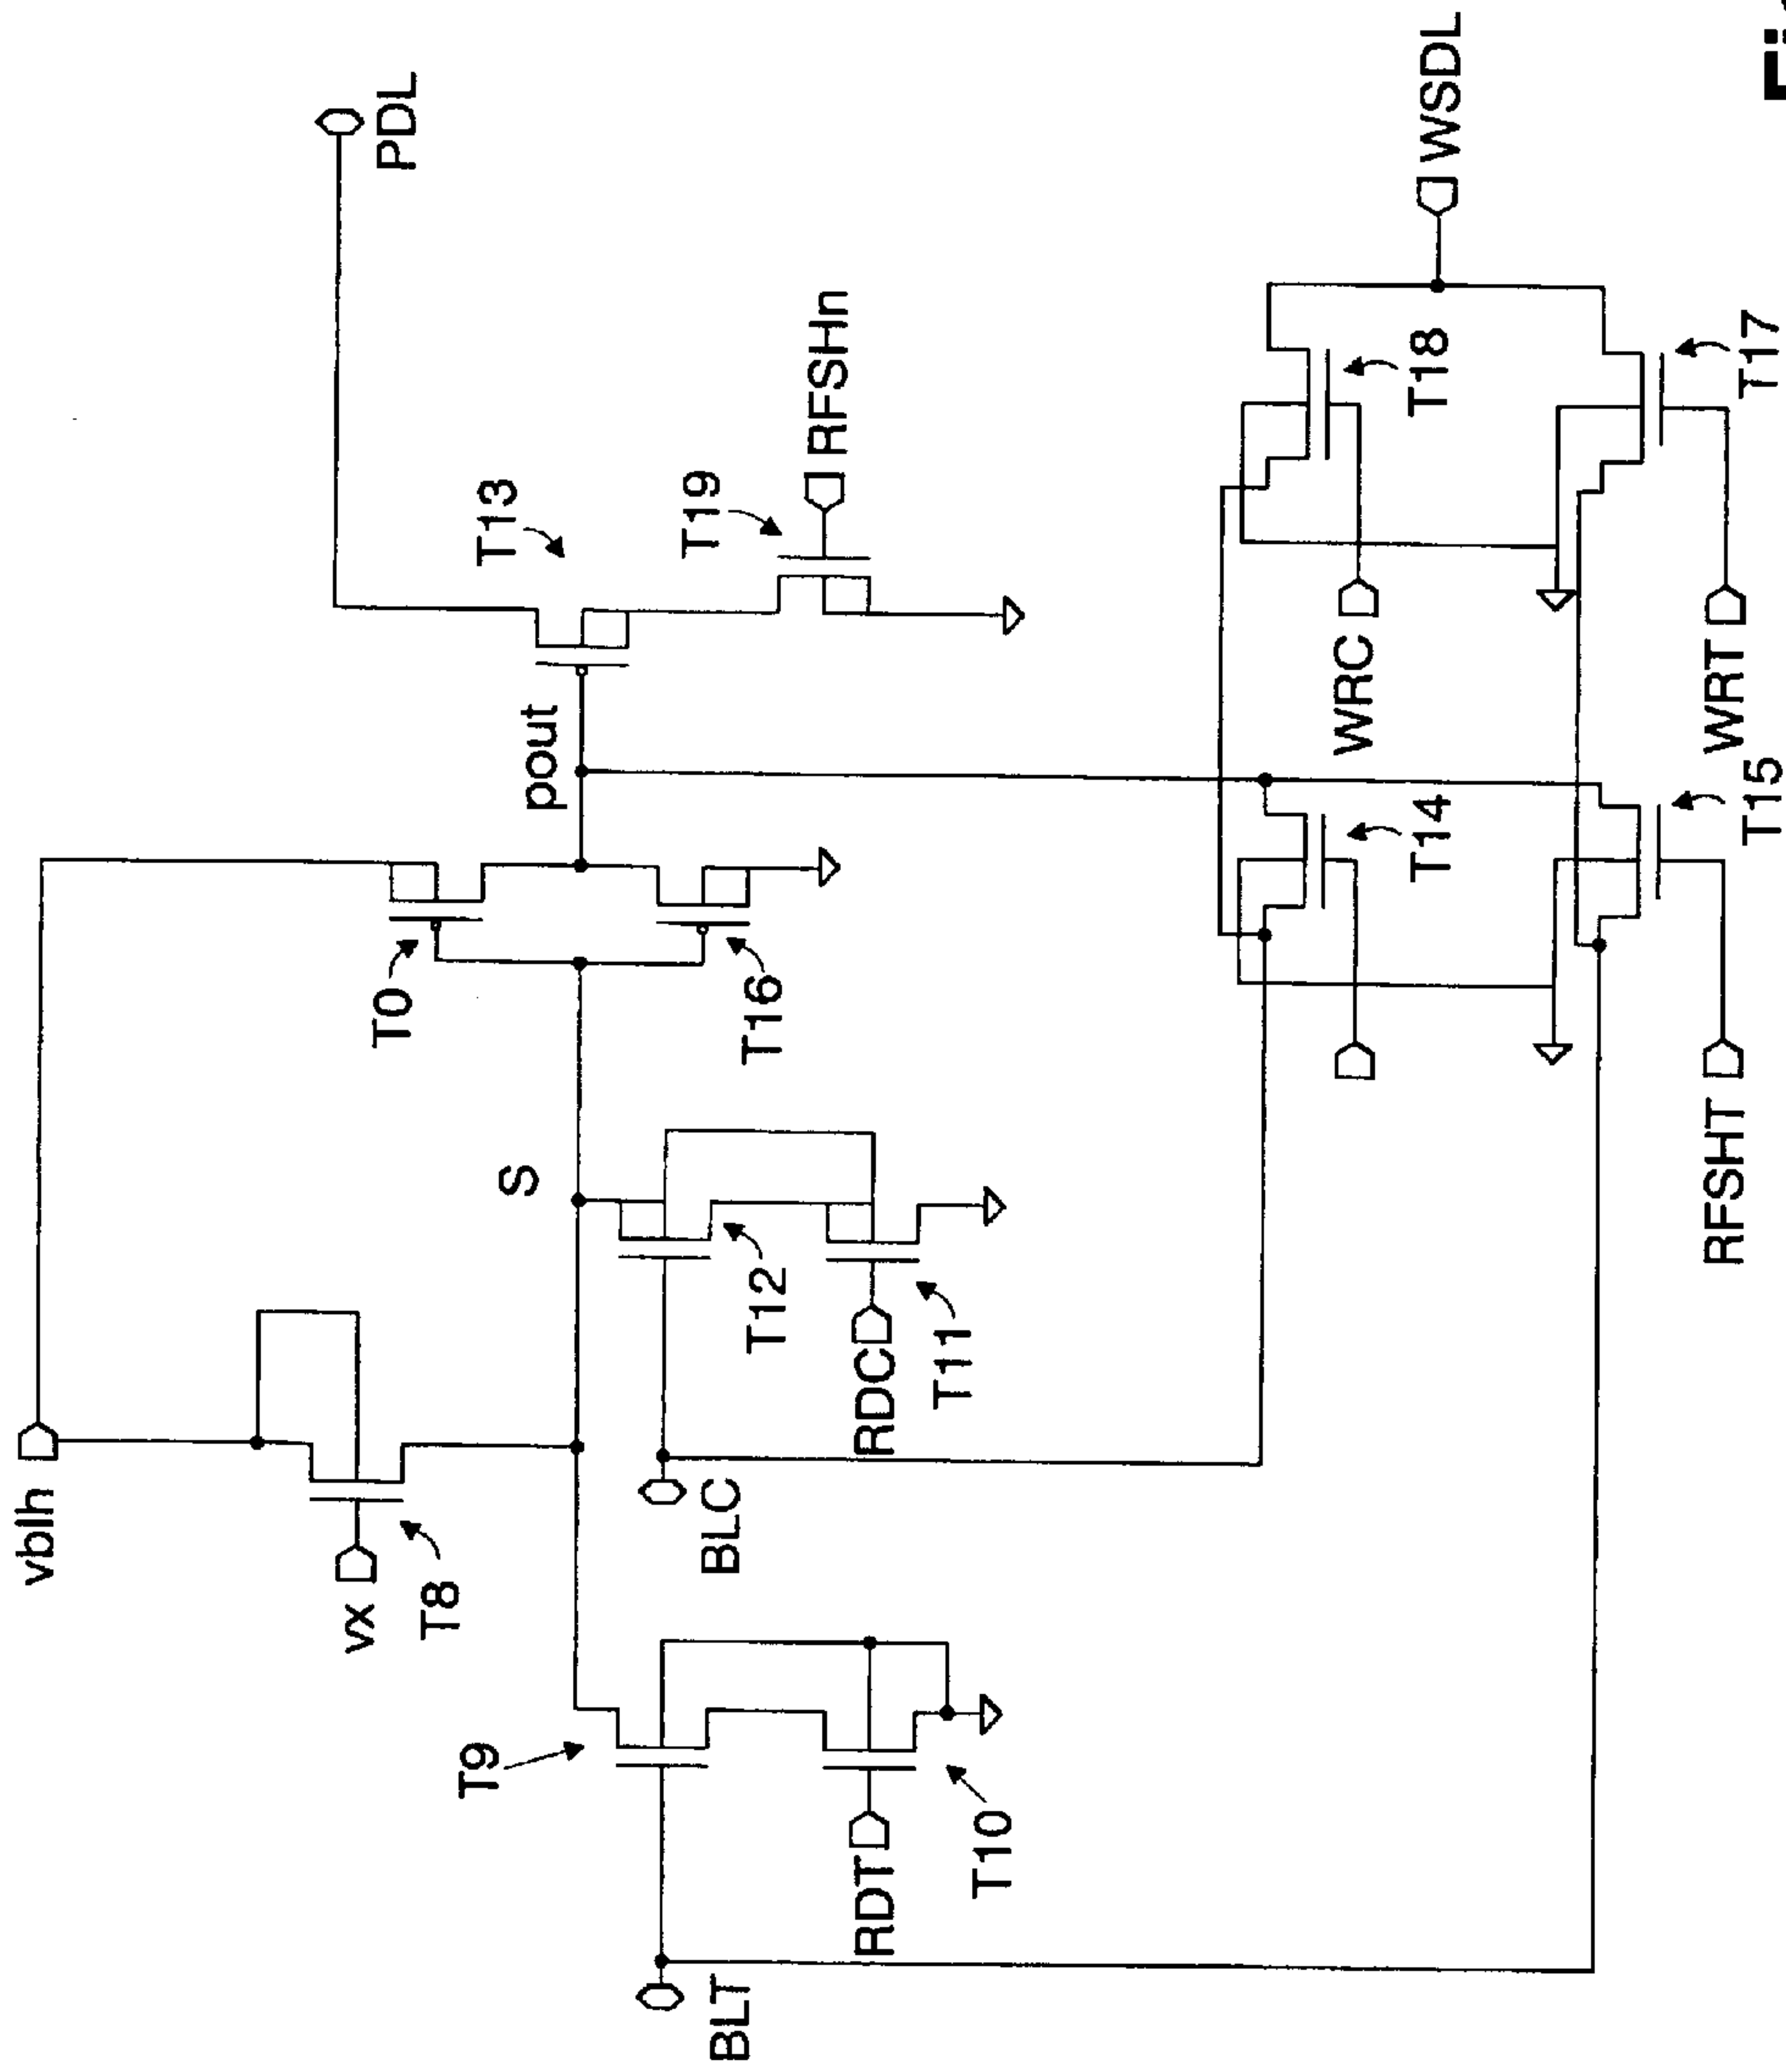 vblh
vx
T8
T0
PDL
T13
pout
S
T9
T16
T19
RFSHn
BLT
RDT
T10
BLC
T12
RDC
T11
WRC
T14
T18
WSDL
RFSHT
T15
WRT
T17